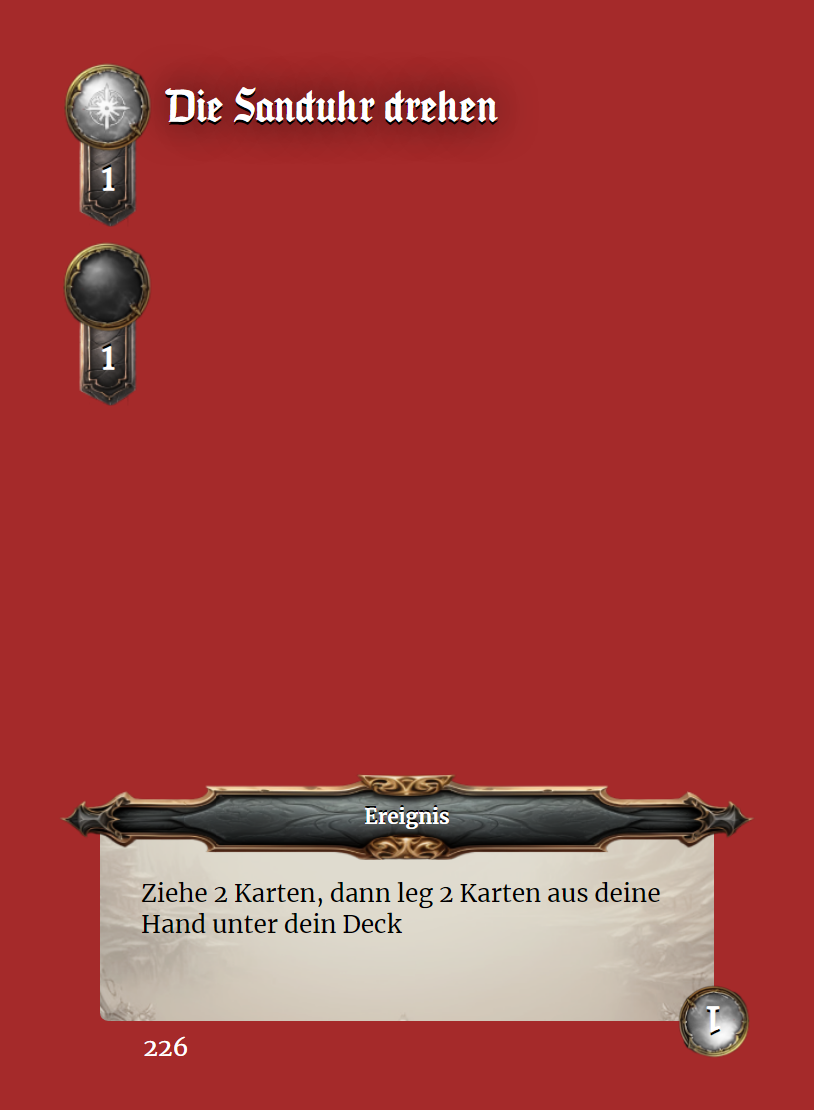 Die Sanduhr drehen
1
1
Ereignis
Ziehe 2 Karten, dann leg 2 Karten aus deine
Hand unter dein Deck
226
1